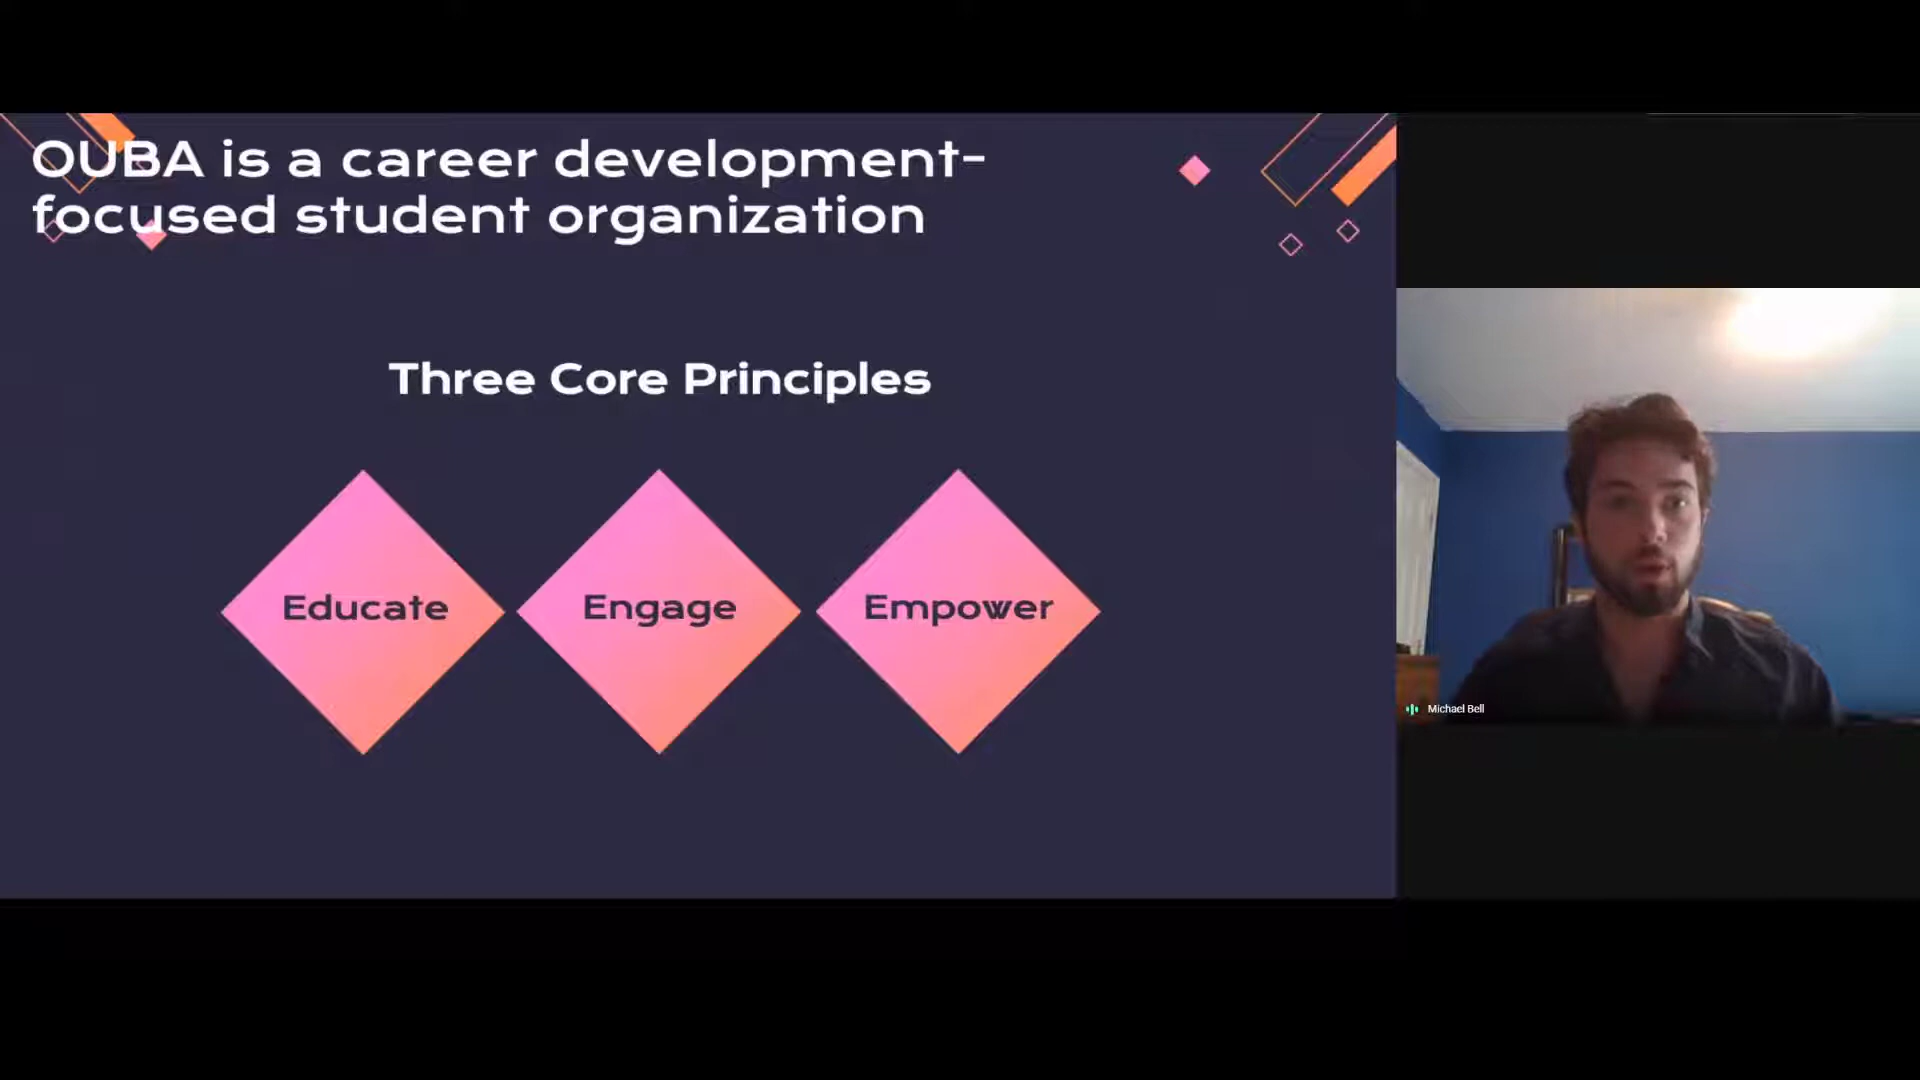 OUBA is a career development-
focused student organization
Three Core Principles
Educate
Engage
Empower
Michael Bell